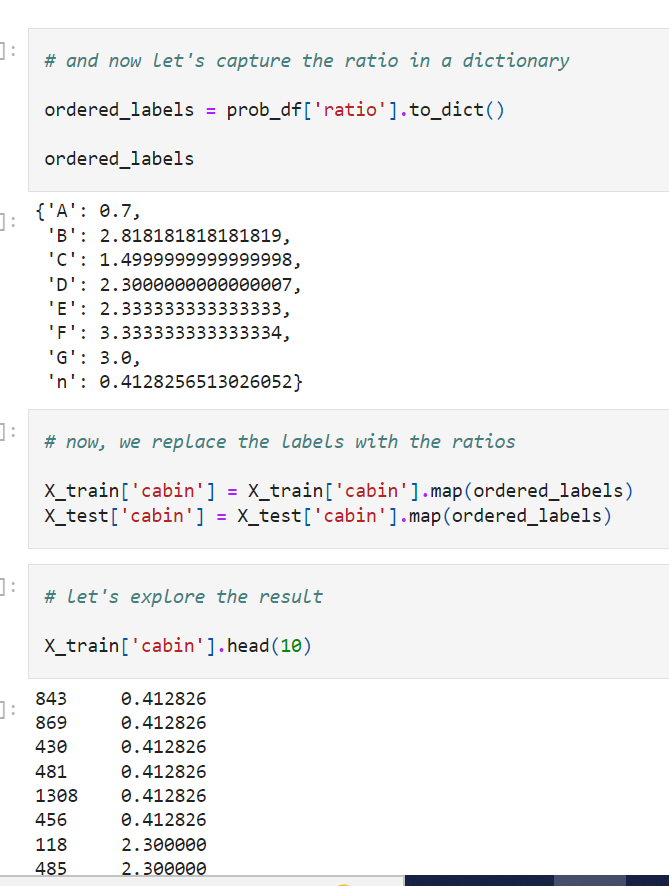 ]:
# and now let's capture the ratio in a dictionary
ordered_labels = prob_df['ratio'].to_dict()
ordered_labels
]:
{'A': 0.7,
'B': 2.818181818181819,
'C': 1.4999999999999998,
'D': 2.3000000000000007,
'E': 2.333333333333333,
'F': 3.333333333333334,
'G': 3.0,
'n': 0.4128256513026052}
]:
# now, we replace the labels with the ratios
X_train['cabin'] = X_train['cabin'].map(ordered_labels)
X_test['cabin'] = X_test['cabin'].map(ordered_labels)
]:
# let's explore the result
X_train['cabin'].head(10)
]:
843 0.412826
869 0.412826
430 0.412826
481 0.412826
1308 0.412826
456 0.412826
118 2.300000
485 2.300000